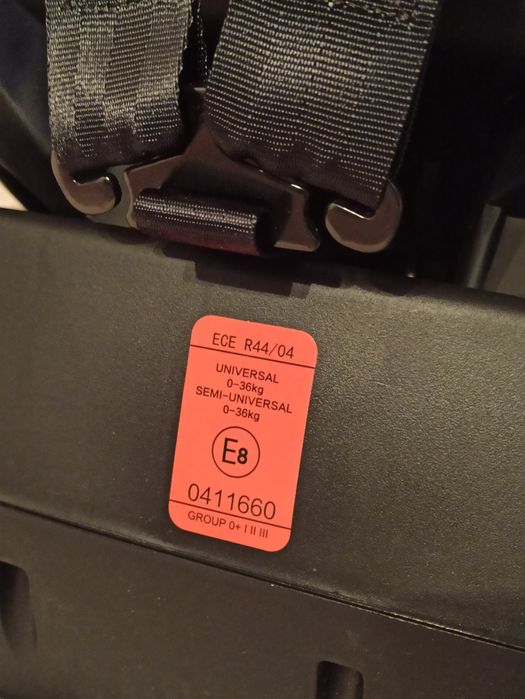 ECE R44/04
UNIVERSAL
0-36kg
SEMI-UNIVERSAL
0-36kg
E8
0411660
GROUP 0+ I II III